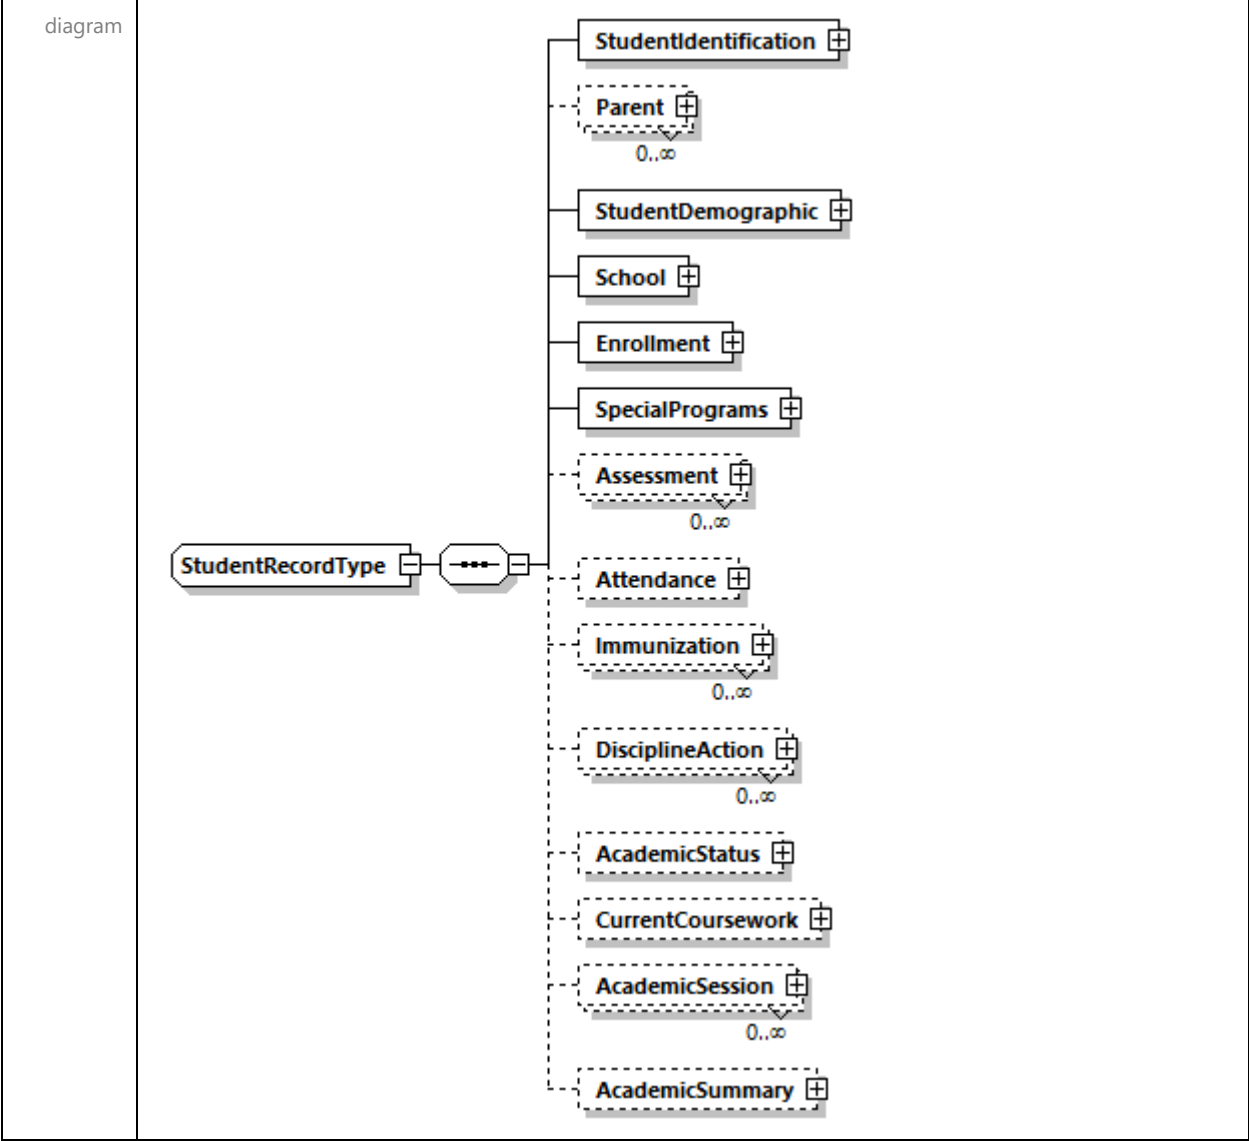 diagram
StudentIdentification
Parent
0..∞
StudentDemographic
School
Enrollment
SpecialPrograms
Assessment
0..∞
StudentRecordType
Attendance
Immunization
0..∞
DisciplineAction
0..∞
AcademicStatus
CurrentCoursework
AcademicSession
0..∞
AcademicSummary